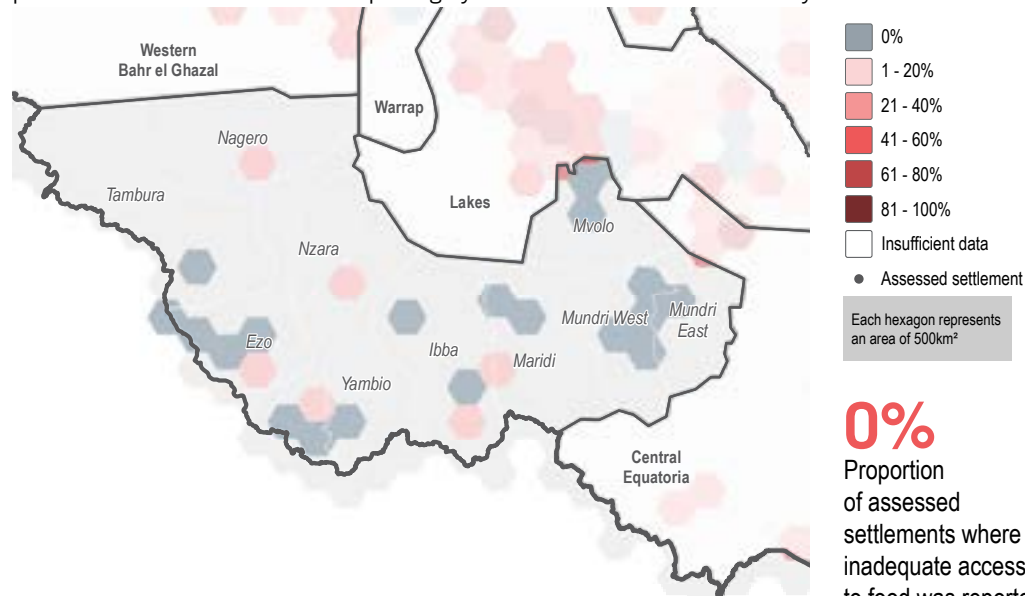 Western
Bahr el Ghazal
Warrap
Nagero
Tambura
Lakes
Mvolo
Nzara
Mundri West
Mundri
East
Ezo
Ibba
Maridi
Yambio
Central
Equatoria
0%
1 - 20%
21 - 40%
41 - 60%
61 - 80%
81 - 100%
Insufficient data
Assessed settlement
Each hexagon represents
an area of 500km²
0%
Proportion
of assessed
settlements where
inadequate access